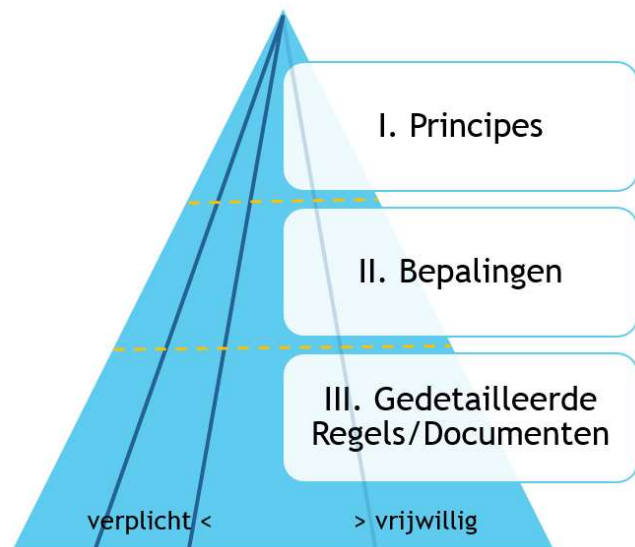 I. Principes
II. Bepalingen
III. Gedetailleerde
Regels/Documenten
verplicht < > vrijwillig